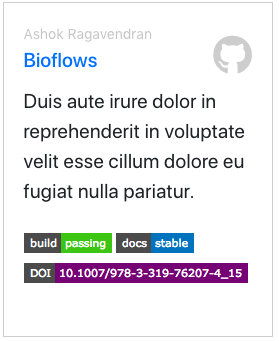 Ashok Ragavendran
Bioflows
Duis aute irure dolor in
reprehenderit in voluptate
velit esse cillum dolore eu
fugiat nulla pariatur.
build passing docs stable
DOI 10.1007/978-3-319-76207-4_15